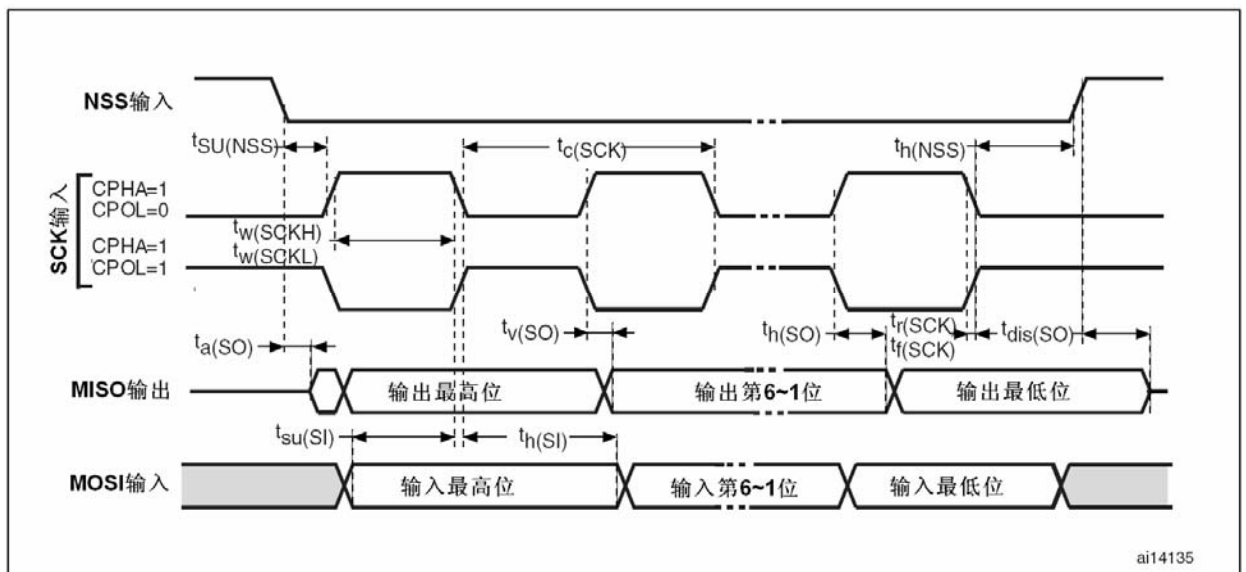 NSS输入
tSU(NSS)
tc(SCK)
th(NSS)
SCK输入
CPHA=1
CPOL=0
tw(SCKH)
tw(SCKL)
CPHA=1
CPOL=1
ta(SO)
tv(SO)
th(SO)
tr(SCK)
tf(SCK)
tdis(SO)
MISO输出
输出最高位
输出第6~1位
输出最低位
tsu(SI)
th(SI)
MOSI输入
输入最高位
输入第6~1位
输入最低位
ai14135